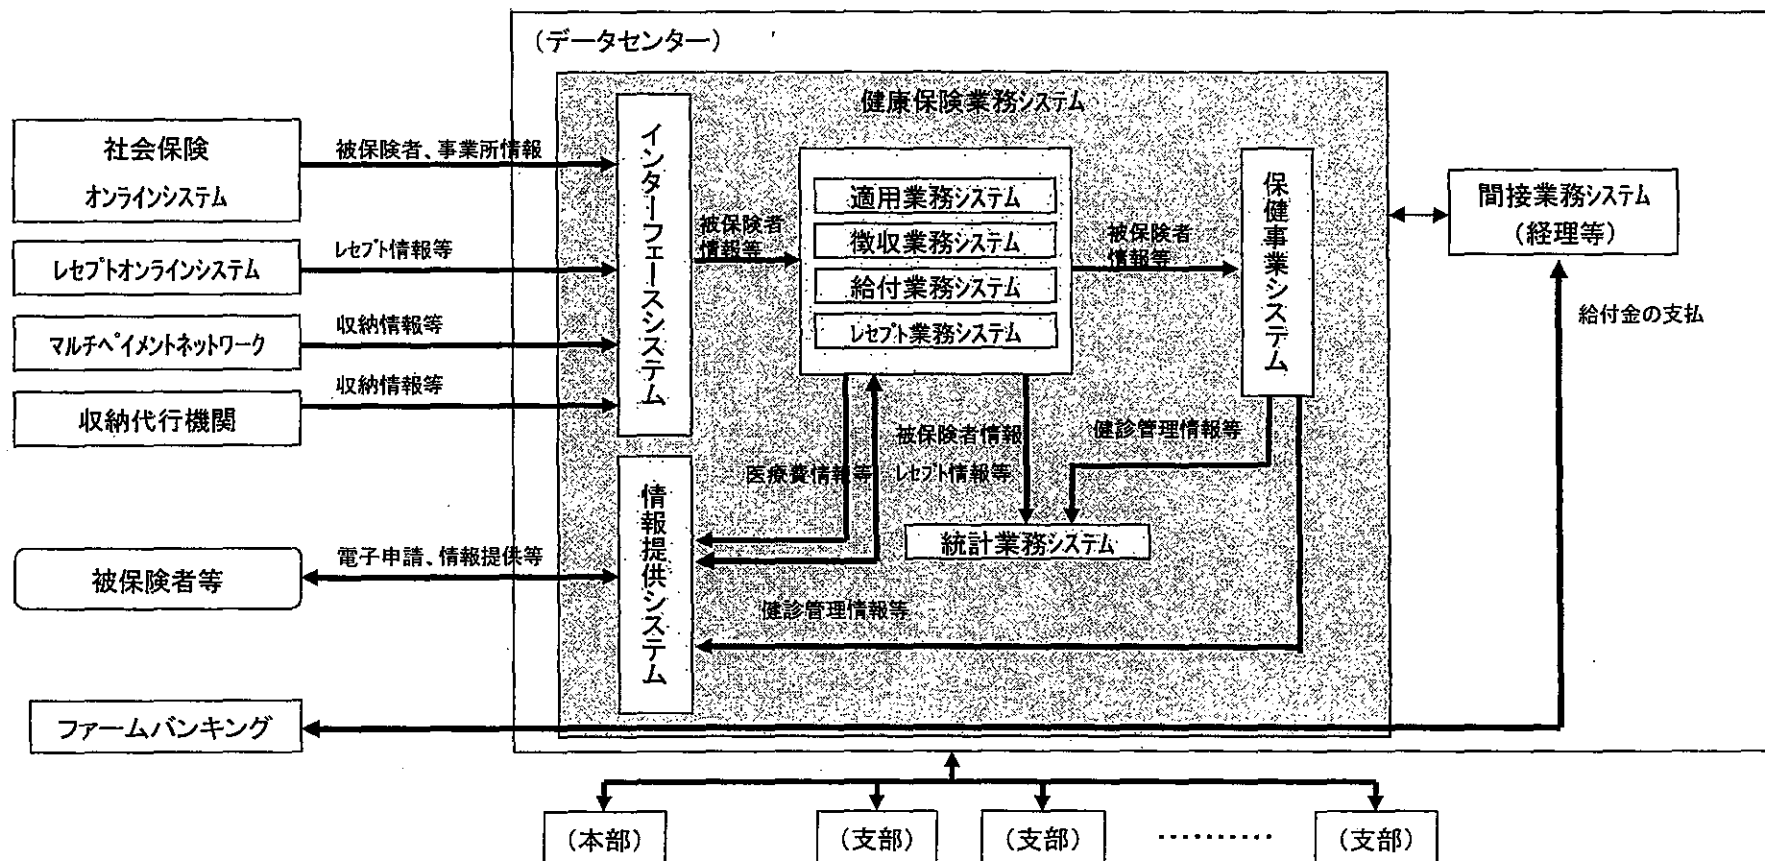 (データセンター)
健康保険業務システム
社会保険
オンラインシステム
被保険者、事業所情報
レセプトオンラインシステム
レセプト情報等
マルチペイメントネットワーク
収納情報等
収納代行機関
収納情報等
インターフェースシステム
被保険者
情報等
適用業務システム
徴収業務システム
給付業務システム
レセプト業務システム
被保険者
情報等
保健事業システム
間接業務システム
(経理等)
給付金の支払
医療費情報等
被保険者情報
レセプト情報等
健診管理情報等
統計業務システム
被保険者等
電子申請、情報提供等
情報提供システム
健診管理情報等
ファームバンキング
(本部)
(支部)
(支部)
‥‥‥‥
(支部)